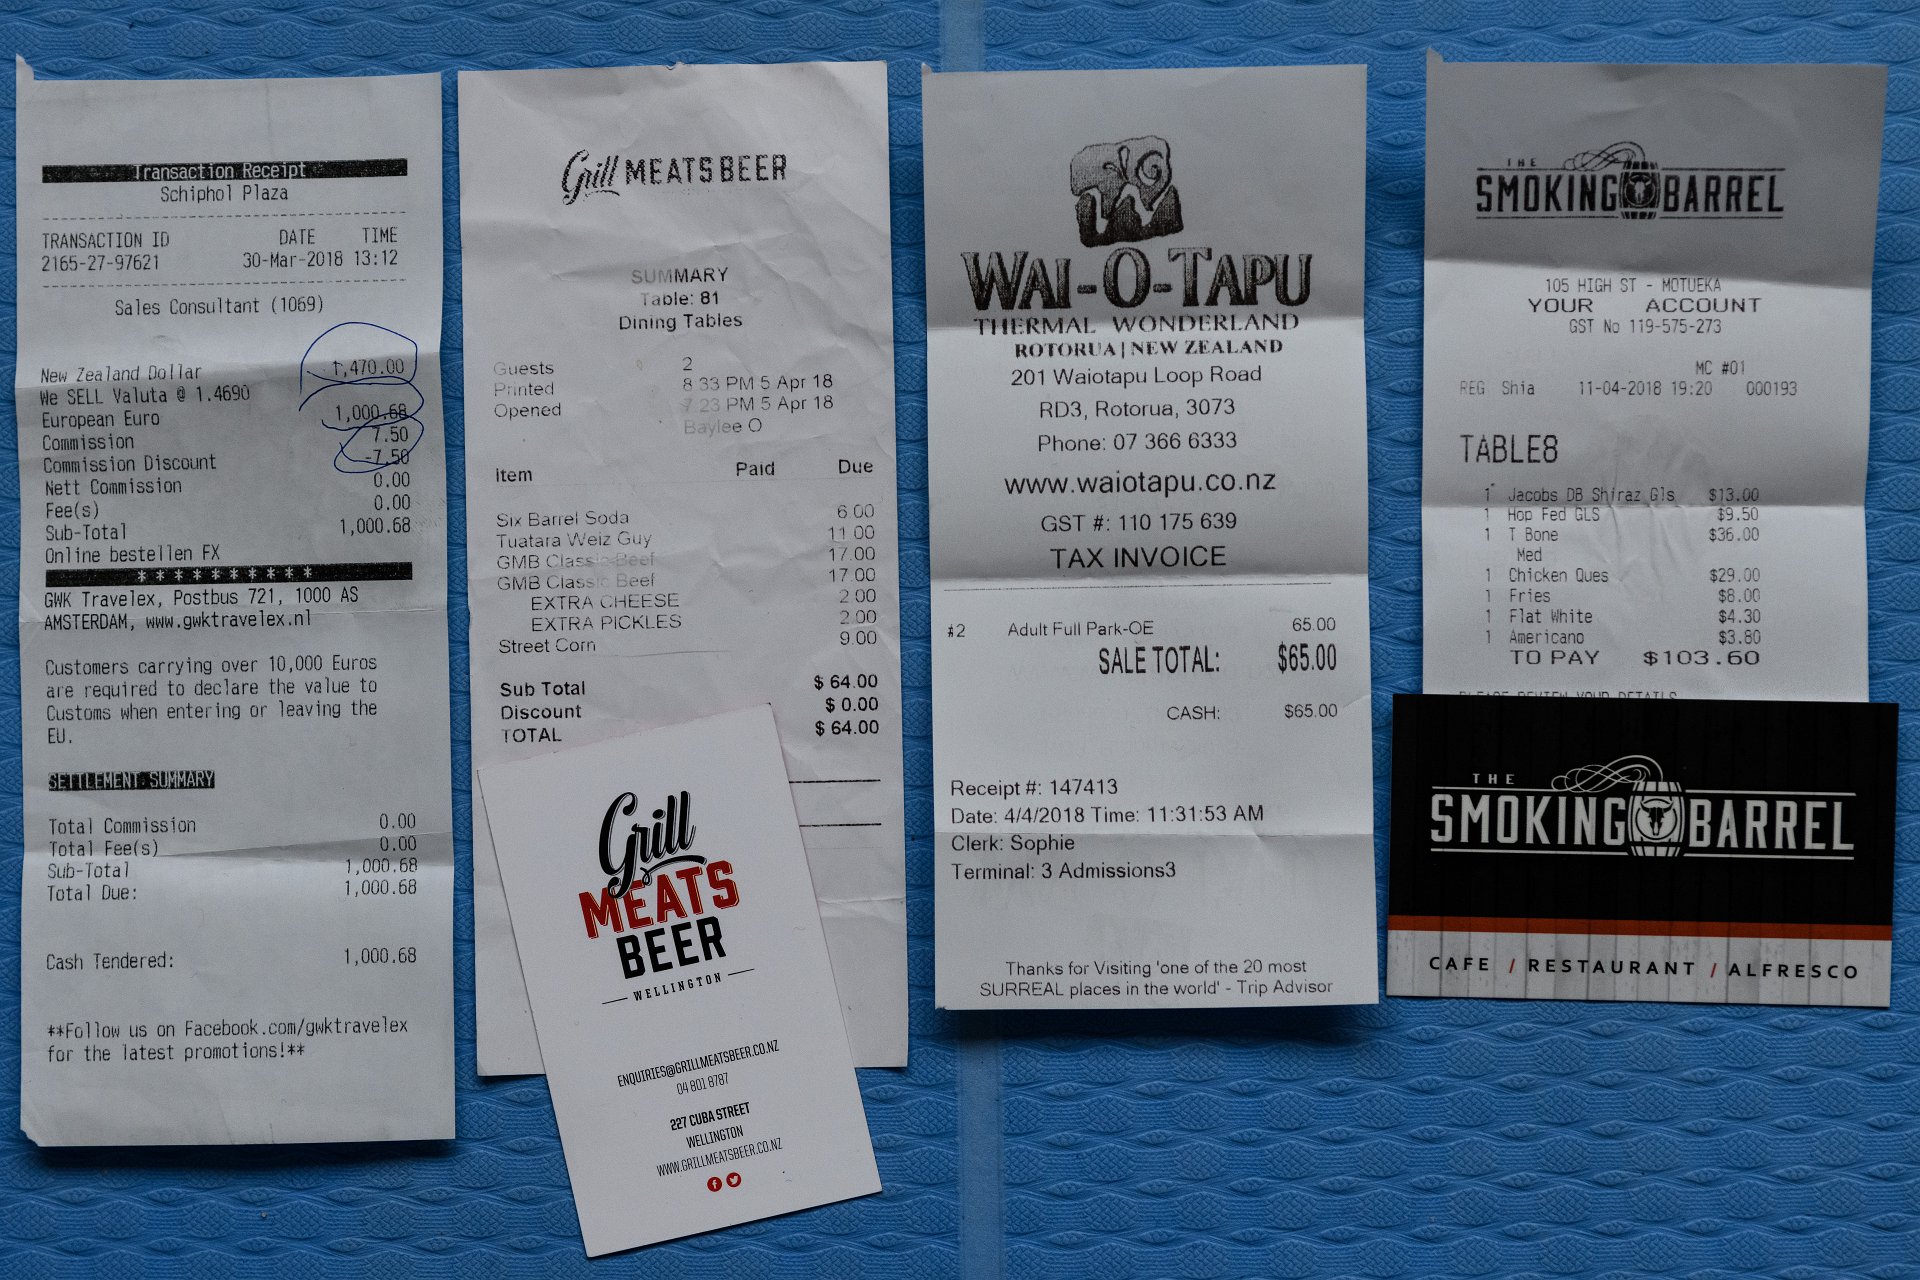 Transaction Receipt
Schiphol Plaza
TRANSACTION ID DATE TIME
2165-27-97621 30-Mar-2018 13:12
Sales Consultant (1069)
New Zealand Dollar 1,470.00
We SELL Valuta @ 1.4690
European Euro 1,000.68
Commission 7.50
Commission Discount -7.50
Nett Commission 0.00
Fee(s) 0.00
Sub-Total 1,000.68
Online bestellen FX
* * * * * * * * * *
GWK Travelex, Postbus 721, 1000 AS
AMSTERDAM, www.gwktravelex.nl
Customers carrying over 10,000 Euros
are required to declare the value to
Customs when entering or leaving the
EU.
SETTLEMENT SUMMARY
Total Commission 0.00
Total Fee(s) 0.00
Sub-Total 1,000.68
Total Due: 1,000.68
Cash Tendered: 1,000.68
**Follow us on Facebook.com/gwktravelex
for the latest promotions!**
Grill MEATS BEER
SUMMARY
Table: 81
Dining Tables
Guests 2
Printed 8:33 PM 5 Apr 18
Opened 7:23 PM 5 Apr 18
Baylee O
Item Paid Due
Six Barrel Soda 6.00
Tuatara Weiz Guy 11.00
GMB Classic Beef 17.00
GMB Classic Beef 17.00
EXTRA CHEESE 2.00
EXTRA PICKLES 2.00
Street Corn 9.00
Sub Total $ 64.00
Discount $ 0.00
TOTAL $ 64.00
Grill
MEATS
BEER
WELLINGTON
ENQUIRIES@GRILLMEATSBEER.CO.NZ
04 801 8787
227 CUBA STREET
WELLINGTON
WWW.GRILLMEATSBEER.CO.NZ
WAI-O-TAPU
THERMAL WONDERLAND
ROTORUA | NEW ZEALAND
201 Waiotapu Loop Road
RD3, Rotorua, 3073
Phone: 07 366 6333
www.waiotapu.co.nz
GST #: 110 175 639
TAX INVOICE
#2 Adult Full Park-OE 65.00
SALE TOTAL: $65.00
CASH: $65.00
Receipt #: 147413
Date: 4/4/2018 Time: 11:31:53 AM
Clerk: Sophie
Terminal: 3 Admissions3
Thanks for Visiting 'one of the 20 most
SURREAL places in the world' - Trip Advisor
THE
SMOKING BARREL
105 HIGH ST - MOTUEKA
YOUR ACCOUNT
GST No 119-575-273
MC #01
REG Shia 11-04-2018 19:20 000193
TABLE8
1 Jacobs DB Shiraz Gls $13.00
1 Hop Fed GLS $9.50
1 T Bone $36.00
Med
1 Chicken Ques $29.00
1 Fries $8.00
1 Flat White $4.30
1 Americano $3.80
TO PAY $103.60
PLEASE REVIEW YOUR DETAILS
THE
SMOKING BARREL
CAFE / RESTAURANT / ALFRESCO